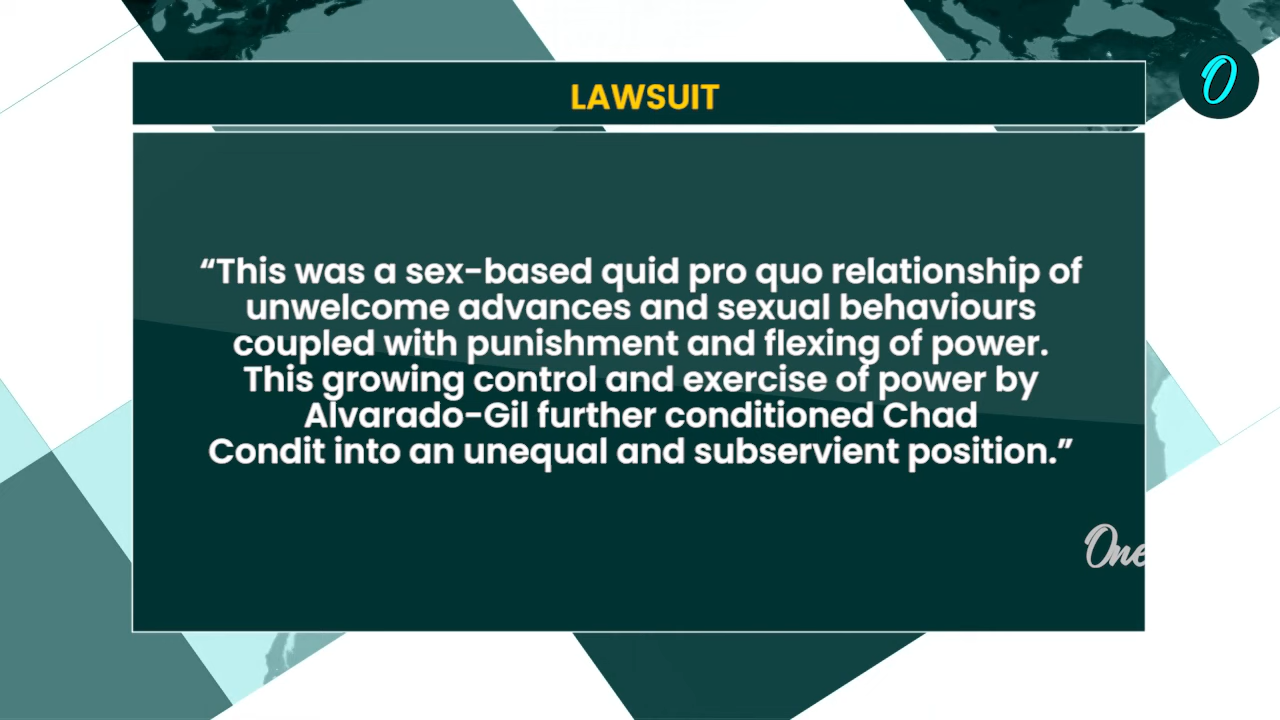 LAWSUIT
O
“This was a sex-based quid pro quo relationship of
unwelcome advances and sexual behaviours
coupled with punishment and flexing of power.
This growing control and exercise of power by
Alvarado-Gil further conditioned Chad
Condit into an unequal and subservient position.”
One